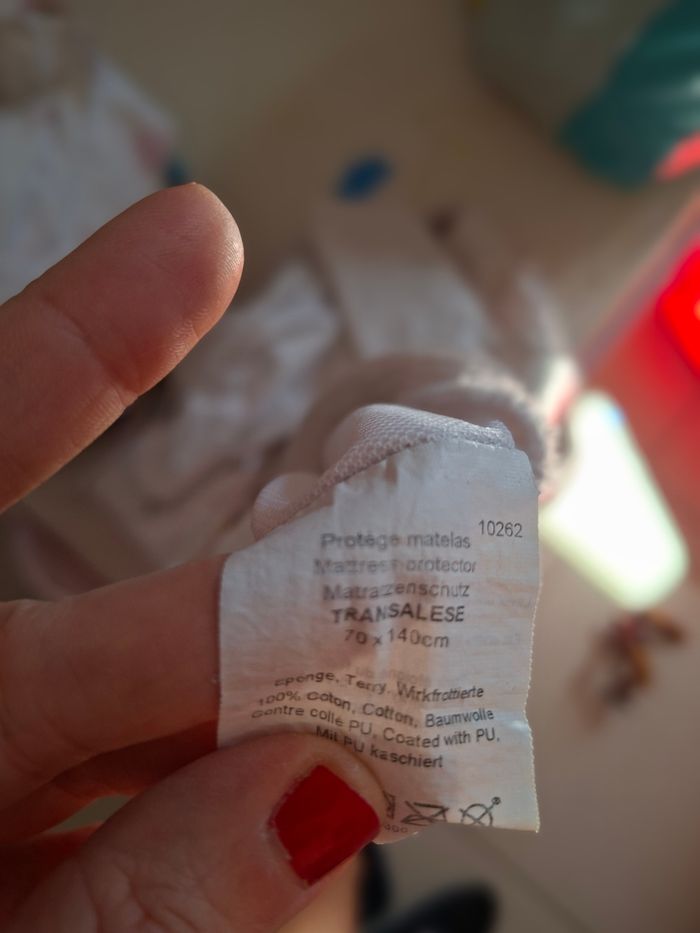 10262
Protège matelas
Mattress protector
Matratzenschutz
TRANSALESE
70 x 140cm
Eponge, Terry, Wirkfrottierte
100% Coton, Cotton, Baumwolle
Contre collé PU, Coated with PU,
Mit PU kaschiert